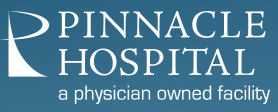 PINNACLE
HOSPITAL
a physician owned facility